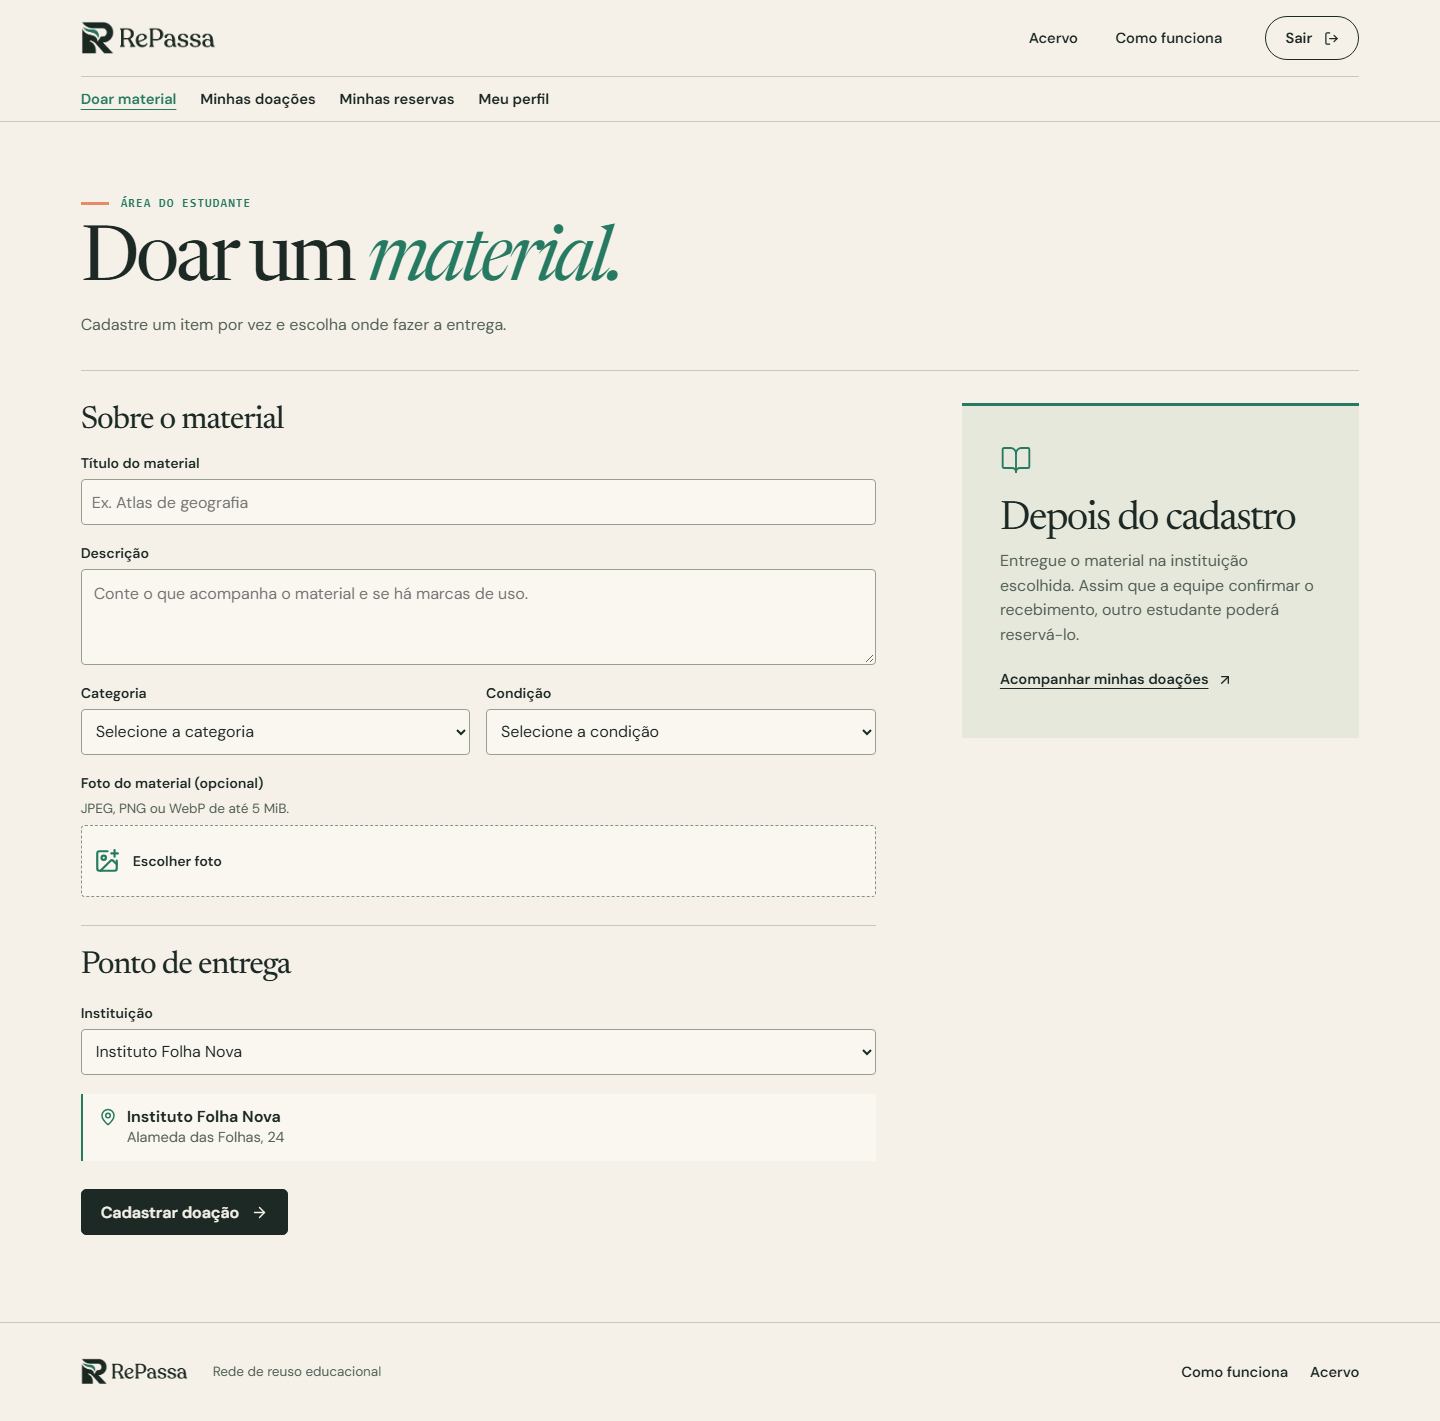 RePassa
Acervo
Como funciona
Sair
Doar material
Minhas doações
Minhas reservas
Meu perfil
ÁREA DO ESTUDANTE
Doar um material.
Cadastre um item por vez e escolha onde fazer a entrega.
Sobre o material
Título do material
Ex. Atlas de geografia
Descrição
Conte o que acompanha o material e se há marcas de uso.
Categoria
Condição
Selecione a categoria
Selecione a condição
Foto do material (opcional)
JPEG, PNG ou WebP de até 5 MiB.
Escolher foto
Ponto de entrega
Instituição
Instituto Folha Nova
Instituto Folha Nova
Alameda das Folhas, 24
Cadastrar doação
Depois do cadastro
Entregue o material na instituição
escolhida. Assim que a equipe confirmar o
recebimento, outro estudante poderá
reservá-lo.
Acompanhar minhas doações
RePassa
Rede de reuso educacional
Como funciona
Acervo